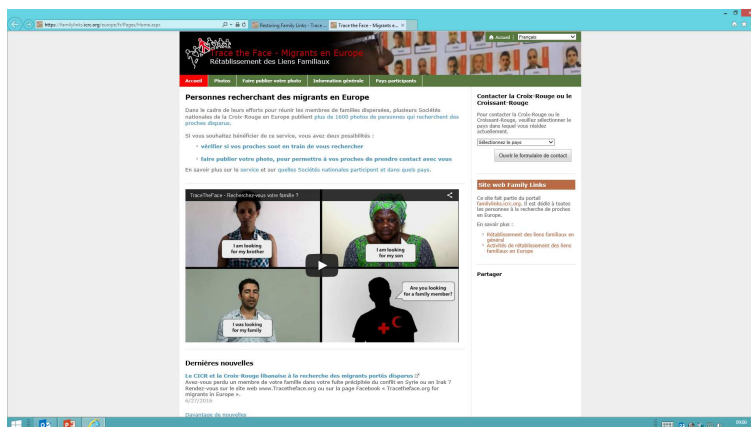 https://familylinks.icrc.org/europe/fr/Pages/Home.aspx
Restoring Family Links - Trace ...
Trace the Face - Migrants e...
Accueil
Français
Trace the Face - Migrants en Europe
Rétablissement des Liens Familiaux
Accueil
Photos
Faire publier votre photo
Information générale
Pays participants
Personnes recherchant des migrants en Europe
Dans le cadre de leurs efforts pour réunir les membres de familles dispersées, plusieurs Sociétés
nationales de la Croix-Rouge en Europe publient plus de 1600 photos de personnes qui recherchent des
proches disparus.
Si vous souhaitez bénéficier de ce service, vous avez deux possibilités :
vérifier si vos proches sont en train de vous rechercher
faire publier votre photo, pour permettre à vos proches de prendre contact avec vous
En savoir plus sur le service et sur quelles Sociétés nationales participent et dans quels pays.
TraceTheFace - Recherchez-vous votre famille ?
I am looking
for my brother
I am looking
for my son
I was looking
for my family
Are you looking
for a family member?
Dernières nouvelles
Le CICR et la Croix-Rouge libanaise à la recherche des migrants portés disparus
Avez-vous perdu un membre de votre famille dans votre fuite précipitée du conflit en Syrie ou en Irak ?
Rendez-vous sur le site web www.Tracetheface.org ou sur la page Facebook « Tracetheface.org for
migrants in Europe ».
6/27/2016
Davantage de nouvelles
Contacter la Croix-Rouge ou le
Croissant-Rouge
Pour contacter la Croix-Rouge ou le
Croissant-Rouge, veuillez sélectionner le
pays dans lequel vous résidez
actuellement.
Sélectionnez le pays
Ouvrir le formulaire de contact
Site web Family Links
Ce site fait partie du portail
familylinks.icrc.org. Il est dédié à toutes
les personnes à la recherche de proches
en Europe.
En savoir plus :
Rétablissement des liens familiaux en
général
Activités de rétablissement des liens
familiaux en Europe
Partager